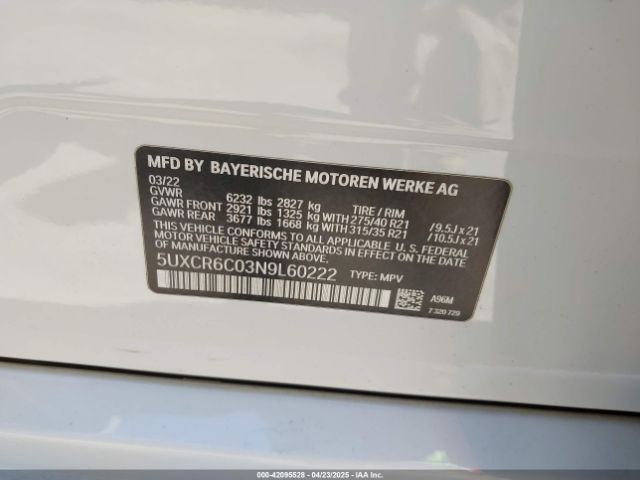 MFD BY BAYERISCHE MOTOREN WERKE AG
03/22
GVWR 6232 lbs 2827 kg TIRE / RIM
GAWR FRONT 2921 lbs 1325 kg WITH 275/40 R21 / 9.5J x 21
GAWR REAR 3677 lbs 1668 kg WITH 315/35 R21 / 10.5J x 21
THIS VEHICLE CONFORMS TO ALL APPLICABLE U. S. FEDERAL
MOTOR VEHICLE SAFETY STANDARDS IN EFFECT ON THE
DATE OF MANUFACTURE SHOWN ABOVE.
5UXCR6C03N9L60222 TYPE: MPV
A96M
7 320 729
000-42095528 - 04/23/2025 - COPYRIGHT IAA, LLC